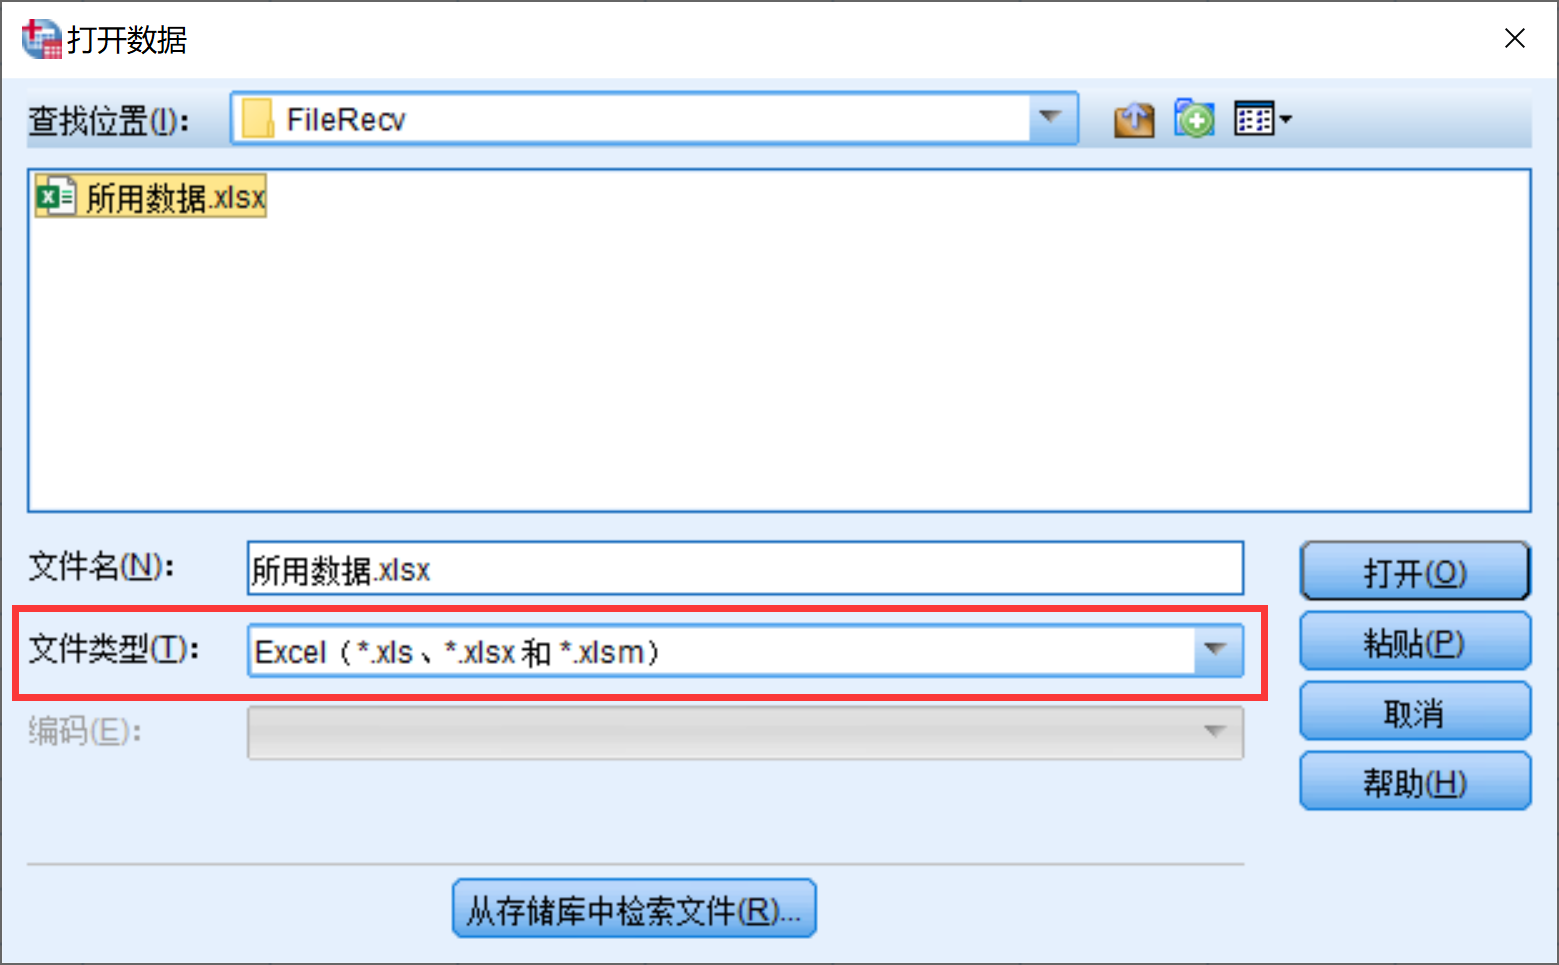 打开数据
查找位置(I): FileRecv
所用数据.xlsx
文件名(N): 所用数据.xlsx
打开(O)
文件类型(T): Excel（*.xls、*.xlsx 和 *.xlsm）
粘贴(P)
编码(E):
取消
帮助(H)
从存储库中检索文件(R)...